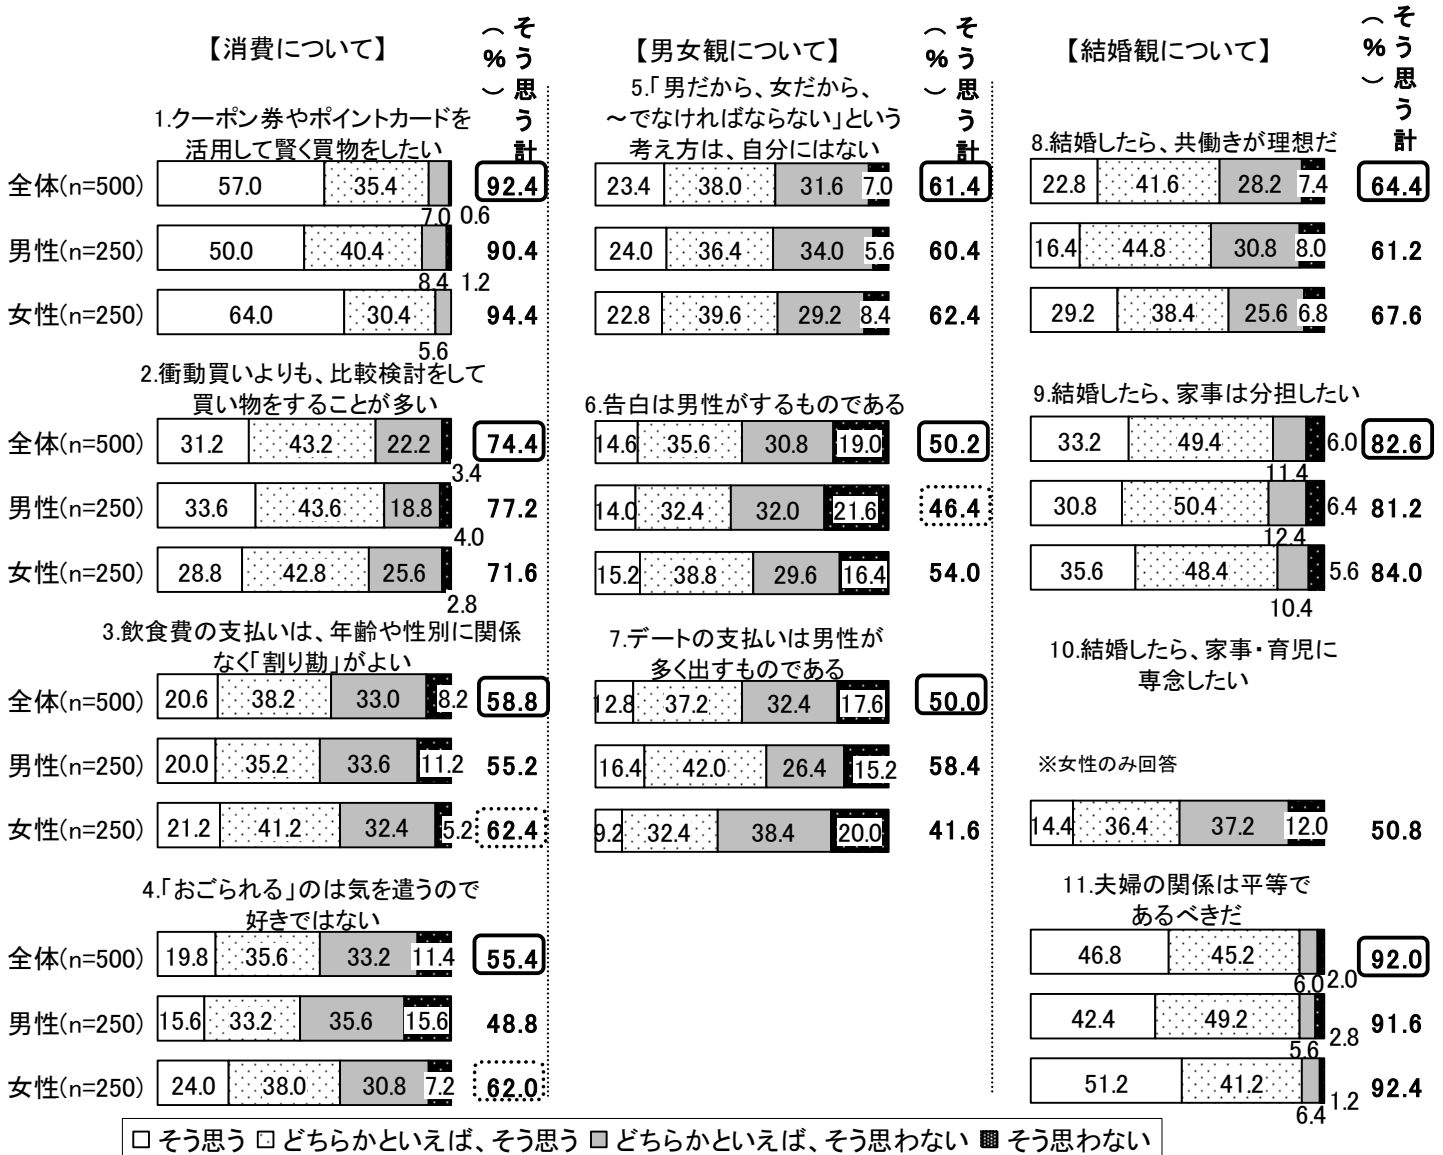 【消費について】
そう思う計
(%)
1.クーポン券やポイントカードを
活用して賢く買物をしたい
全体(n=500) 57.0 35.4 7.0 0.6 92.4
男性(n=250) 50.0 40.4 8.4 1.2 90.4
女性(n=250) 64.0 30.4 5.6 94.4
2.衝動買いよりも、比較検討をして
買い物をすることが多い
全体(n=500) 31.2 43.2 22.2 3.4 74.4
男性(n=250) 33.6 43.6 18.8 4.0 77.2
女性(n=250) 28.8 42.8 25.6 2.8 71.6
3.飲食費の支払いは、年齢や性別に関係
なく「割り勘」がよい
全体(n=500) 20.6 38.2 33.0 8.2 58.8
男性(n=250) 20.0 35.2 33.6 11.2 55.2
女性(n=250) 21.2 41.2 32.4 5.2 62.4
4.「おごられる」のは気を遣うので
好きではない
全体(n=500) 19.8 35.6 33.2 11.4 55.4
男性(n=250) 15.6 33.2 35.6 15.6 48.8
女性(n=250) 24.0 38.0 30.8 7.2 62.0
【男女観について】
そう思う計
(%)
5.「男だから、女だから、
～でなければならない」という
考え方は、自分にはない
23.4 38.0 31.6 7.0 61.4
24.0 36.4 34.0 5.6 60.4
22.8 39.6 29.2 8.4 62.4
6.告白は男性がするものである
14.6 35.6 30.8 19.0 50.2
14.0 32.4 32.0 21.6 46.4
15.2 38.8 29.6 16.4 54.0
7.デートの支払いは男性が
多く出すものである
12.8 37.2 32.4 17.6 50.0
16.4 42.0 26.4 15.2 58.4
9.2 32.4 38.4 20.0 41.6
【結婚観について】
そう思う計
(%)
8.結婚したら、共働きが理想だ
22.8 41.6 28.2 7.4 64.4
16.4 44.8 30.8 8.0 61.2
29.2 38.4 25.6 6.8 67.6
9.結婚したら、家事は分担したい
33.2 49.4 11.4 6.0 82.6
30.8 50.4 12.4 6.4 81.2
35.6 48.4 10.4 5.6 84.0
10.結婚したら、家事・育児に
専念したい
※女性のみ回答
14.4 36.4 37.2 12.0 50.8
11.夫婦の関係は平等で
あるべきだ
46.8 45.2 6.0 2.0 92.0
42.4 49.2 5.6 2.8 91.6
51.2 41.2 6.4 1.2 92.4
そう思う どちらかといえば、そう思う どちらかといえば、そう思わない そう思わない